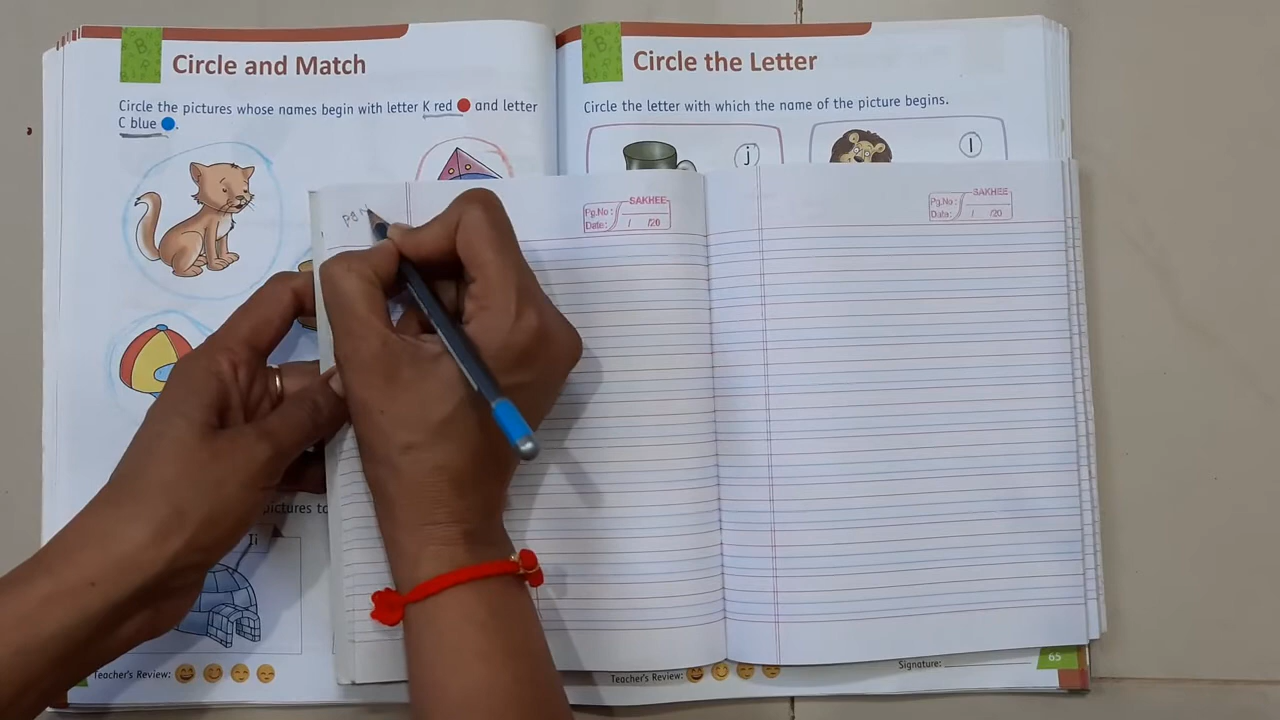 Circle and Match
Circle the pictures whose names begin with letter K red and letter
C blue .
Circle the Letter
Circle the letter with which the name of the picture begins.
j
l
SAKHEE
Pg.No:
Date: / /20
SAKHEE
Pg.No:
Date: / /20
pictures to
Ii
Teacher's Review:
Teacher's Review:
Signature:
65